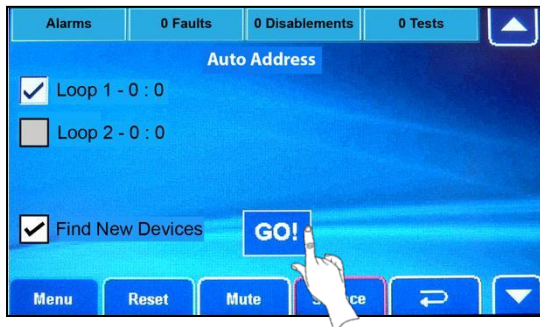 Alarms 0 Faults 0 Disablements 0 Tests
Auto Address
Loop 1 - 0 : 0
Loop 2 - 0 : 0
Find New Devices GO!
Menu Reset Mute